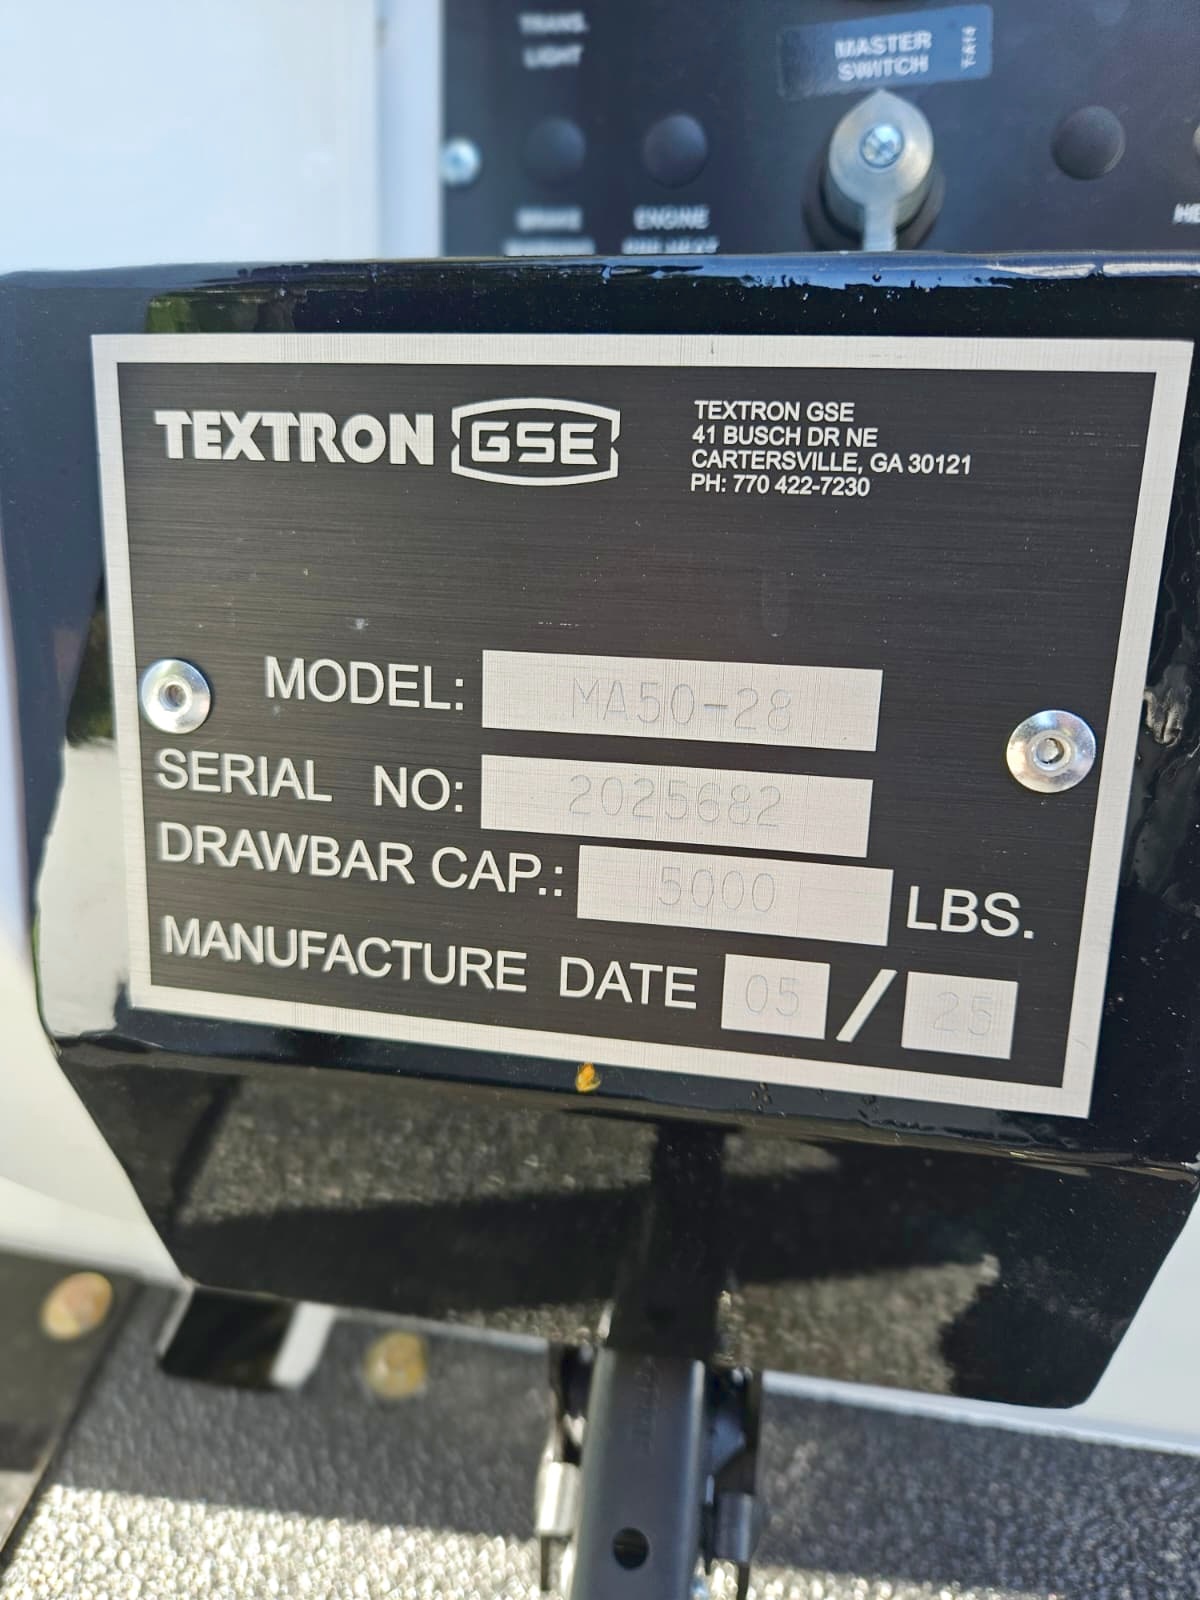 TRANS.
LIGHT
MASTER
SWITCH
T-A14
ENGINE
TEXTRON GSE
TEXTRON GSE
41 BUSCH DR NE
CARTERSVILLE, GA 30121
PH: 770 422-7230
MODEL: MA50-28
SERIAL NO: 2025682
DRAWBAR CAP.: 5000 LBS.
MANUFACTURE DATE 05 / 25